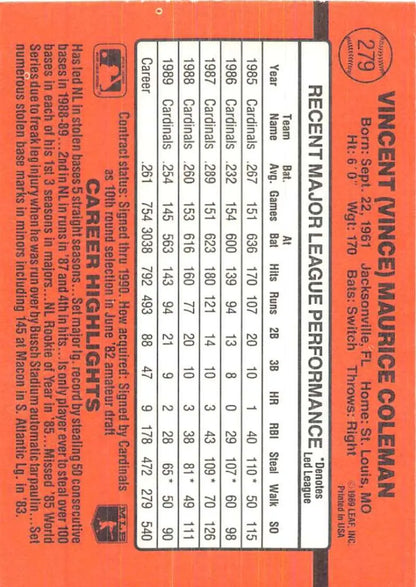 279
VINCENT (VINCE) MAURICE COLEMAN
Born: Sept. 22, 1961 Jacksonville, FL Home: St. Louis, MO
Ht: 6'0" Wgt: 170 Bats: Switch Throws: Right
© 1989 LEAF, INC.
Printed in USA
RECENT MAJOR LEAGUE PERFORMANCE
*Denotes
Led League
Team Bat. At
Year Name Avg. Games Bat Hits Runs 2B 3B HR RBI Steal Walk SO
1985 Cardinals .267 151 636 170 107 20 10 1 40 110* 50 115
1986 Cardinals .232 154 600 139 94 13 8 0 29 107* 60 98
1987 Cardinals .289 151 623 180 121 14 10 3 43 109* 70 126
1988 Cardinals .260 153 616 160 77 20 10 3 38 81* 49 111
1989 Cardinals .254 145 563 143 94 21 9 2 28 65* 50 90
Career .261 754 3038 792 493 88 47 9 178 472 279 540
Contract status: Signed thru 1990. How acquired: Signed by Cardinals
as 10th round selection in June '82 amateur draft
CAREER HIGHLIGHTS
MLB
Has led NL in stolen bases 5 straight seasons... Set major lg. record by stealing 50 consecutive
bases in 1988-89... 2nd in NL in runs in '87 and 4th in hits... Is only player ever to steal over 100
bases in each of his 1st 3 seasons in majors... NL Rookie of Year in '85... Missed '85 World
Series due to freak leg injury when he was run over by Busch Stadium automatic tarpaulin... Set
numerous stolen base marks in minors including 145 at Macon in S. Atlantic Lg. in '83.